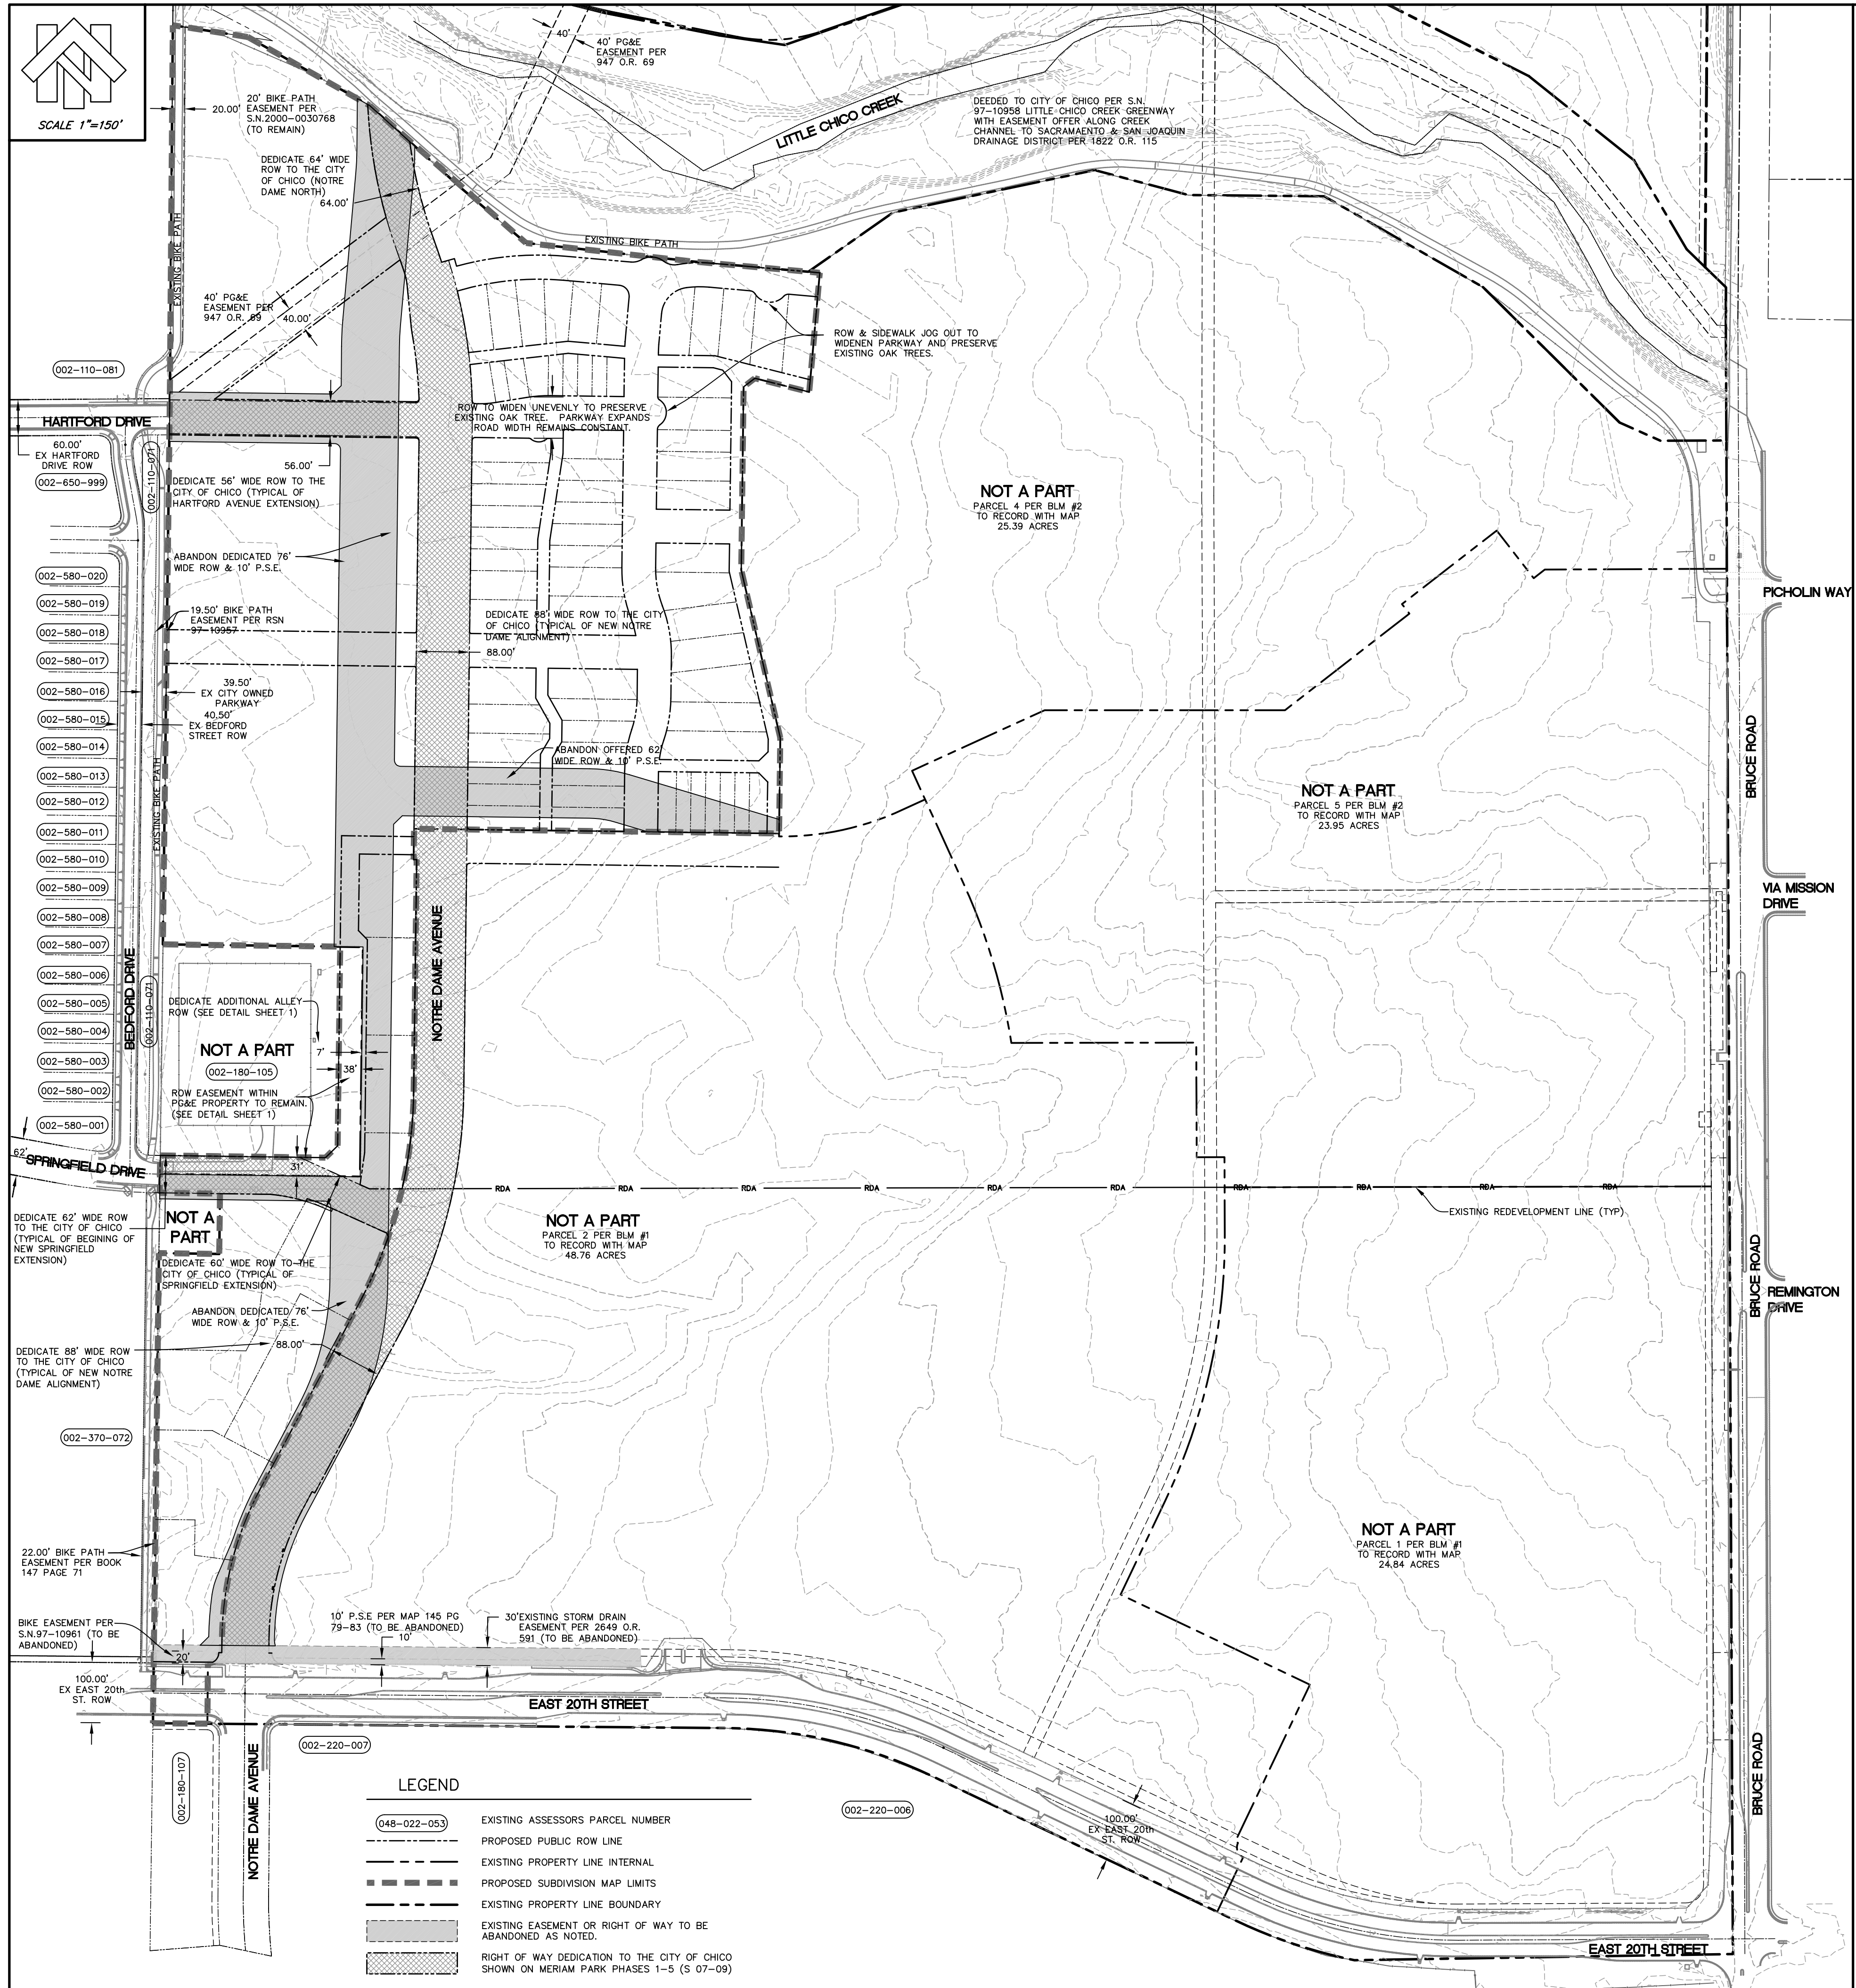 SCALE 1"=150'
40'
40' PG&E
EASEMENT PER
947 O.R. 69
20.00'
20' BIKE PATH
EASEMENT PER
S.N.2000-0030768
(TO REMAIN)
LITTLE CHICO CREEK
DEEDED TO CITY OF CHICO PER S.N.
97-10958 LITTLE CHICO CREEK GREENWAY
WITH EASEMENT OFFER ALONG CREEK
CHANNEL TO SACRAMAENTO & SAN JOAQUIN
DRAINAGE DISTRICT PER 1822 O.R. 115
DEDICATE 64' WIDE
ROW TO THE CITY
OF CHICO (NOTRE
DAME NORTH)
64.00'
EXISTING BIKE PATH
EXISTING BIKE PATH
40' PG&E
EASEMENT PER
947 O.R. 69
40.00'
ROW & SIDEWALK JOG OUT TO
WIDENEN PARKWAY AND PRESERVE
EXISTING OAK TREES.
002-110-081
HARTFORD DRIVE
60.00'
EX HARTFORD
DRIVE ROW
002-650-999
002-110-071
ROW TO WIDEN UNEVENLY TO PRESERVE
EXISTING OAK TREE. PARKWAY EXPANDS
ROAD WIDTH REMAINS CONSTANT.
56.00'
DEDICATE 56' WIDE ROW TO THE
CITY OF CHICO (TYPICAL OF
HARTFORD AVENUE EXTENSION)
NOT A PART
PARCEL 4 PER BLM #2
TO RECORD WITH MAP
25.39 ACRES
ABANDON DEDICATED 76'
WIDE ROW & 10' P.S.E.
002-580-020
002-580-019
002-580-018
002-580-017
002-580-016
002-580-015
002-580-014
002-580-013
002-580-012
002-580-011
002-580-010
002-580-009
002-580-008
002-580-007
002-580-006
002-580-005
002-580-004
002-580-003
002-580-002
002-580-001
19.50' BIKE PATH
EASEMENT PER RSN
97-10957
DEDICATE 88' WIDE ROW TO THE CITY
OF CHICO (TYPICAL OF NEW NOTRE
DAME ALIGNMENT)
88.00'
39.50'
EX CITY OWNED
PARKWAY
40.50'
EX BEDFORD
STREET ROW
EXISTING BIKE PATH
ABANDON OFFERED 62'
WIDE ROW & 10' P.S.E.
PICHOLIN WAY
BRUCE ROAD
NOT A PART
PARCEL 5 PER BLM #2
TO RECORD WITH MAP
23.95 ACRES
VIA MISSION
DRIVE
NOTRE DAME AVENUE
BEDFORD DRIVE
002-110-071
DEDICATE ADDITIONAL ALLEY
ROW (SEE DETAIL SHEET 1)
NOT A PART
002-180-105
7'
38'
ROW EASEMENT WITHIN
PG&E PROPERTY TO REMAIN.
(SEE DETAIL SHEET 1)
62'
SPRINGFIELD DRIVE
31'
RDA RDA RDA RDA RDA RDA RDA RDA RDA RDA
EXISTING REDEVELOPMENT LINE (TYP)
DEDICATE 62' WIDE ROW
TO THE CITY OF CHICO
(TYPICAL OF BEGINING OF
NEW SPRINGFIELD
EXTENSION)
NOT A
PART
NOT A PART
PARCEL 2 PER BLM #1
TO RECORD WITH MAP
48.76 ACRES
DEDICATE 60' WIDE ROW TO THE
CITY OF CHICO (TYPICAL OF
SPRINGFIELD EXTENSION)
BRUCE ROAD
REMINGTON
DRIVE
ABANDON DEDICATED 76'
WIDE ROW & 10' P.S.E.
88.00'
DEDICATE 88' WIDE ROW
TO THE CITY OF CHICO
(TYPICAL OF NEW NOTRE
DAME ALIGNMENT)
002-370-072
22.00' BIKE PATH
EASEMENT PER BOOK
147 PAGE 71
NOT A PART
PARCEL 1 PER BLM #1
TO RECORD WITH MAP
24.84 ACRES
BIKE EASEMENT PER
S.N.97-10961 (TO BE
ABANDONED)
20'
10' P.S.E PER MAP 145 PG
79-83 (TO BE ABANDONED)
10'
30'EXISTING STORM DRAIN
EASEMENT PER 2649 O.R.
591 (TO BE ABANDONED)
100.00'
EX EAST 20th
ST. ROW
EAST 20TH STREET
002-180-107
NOTRE DAME AVENUE
002-220-007
002-220-006
100.00'
EX EAST 20th
ST. ROW
BRUCE ROAD
EAST 20TH STREET
LEGEND
048-022-053 EXISTING ASSESSORS PARCEL NUMBER
PROPOSED PUBLIC ROW LINE
EXISTING PROPERTY LINE INTERNAL
PROPOSED SUBDIVISION MAP LIMITS
EXISTING PROPERTY LINE BOUNDARY
EXISTING EASEMENT OR RIGHT OF WAY TO BE
ABANDONED AS NOTED.
RIGHT OF WAY DEDICATION TO THE CITY OF CHICO
SHOWN ON MERIAM PARK PHASES 1-5 (S 07-09)